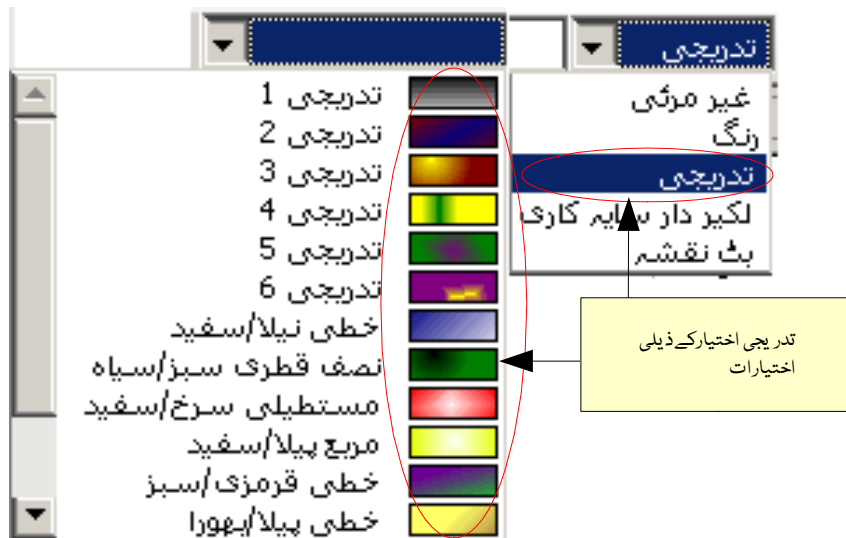 تدریجی
غیر مرئی
رنگ
تدریجی
لکیر دار سایہ کاری
بٹ نقشہ
تدریجی 1
تدریجی 2
تدریجی 3
تدریجی 4
تدریجی 5
تدریجی 6
خطی نیلا/سفید
نصف قطری سبز/سیاہ
مستطیلی سرخ/سفید
مربع پیلا/سفید
خطی قرمزی/سبز
خطی پیلا/بھورا
تدریجی اختیارکے ذیلی
اختیارات